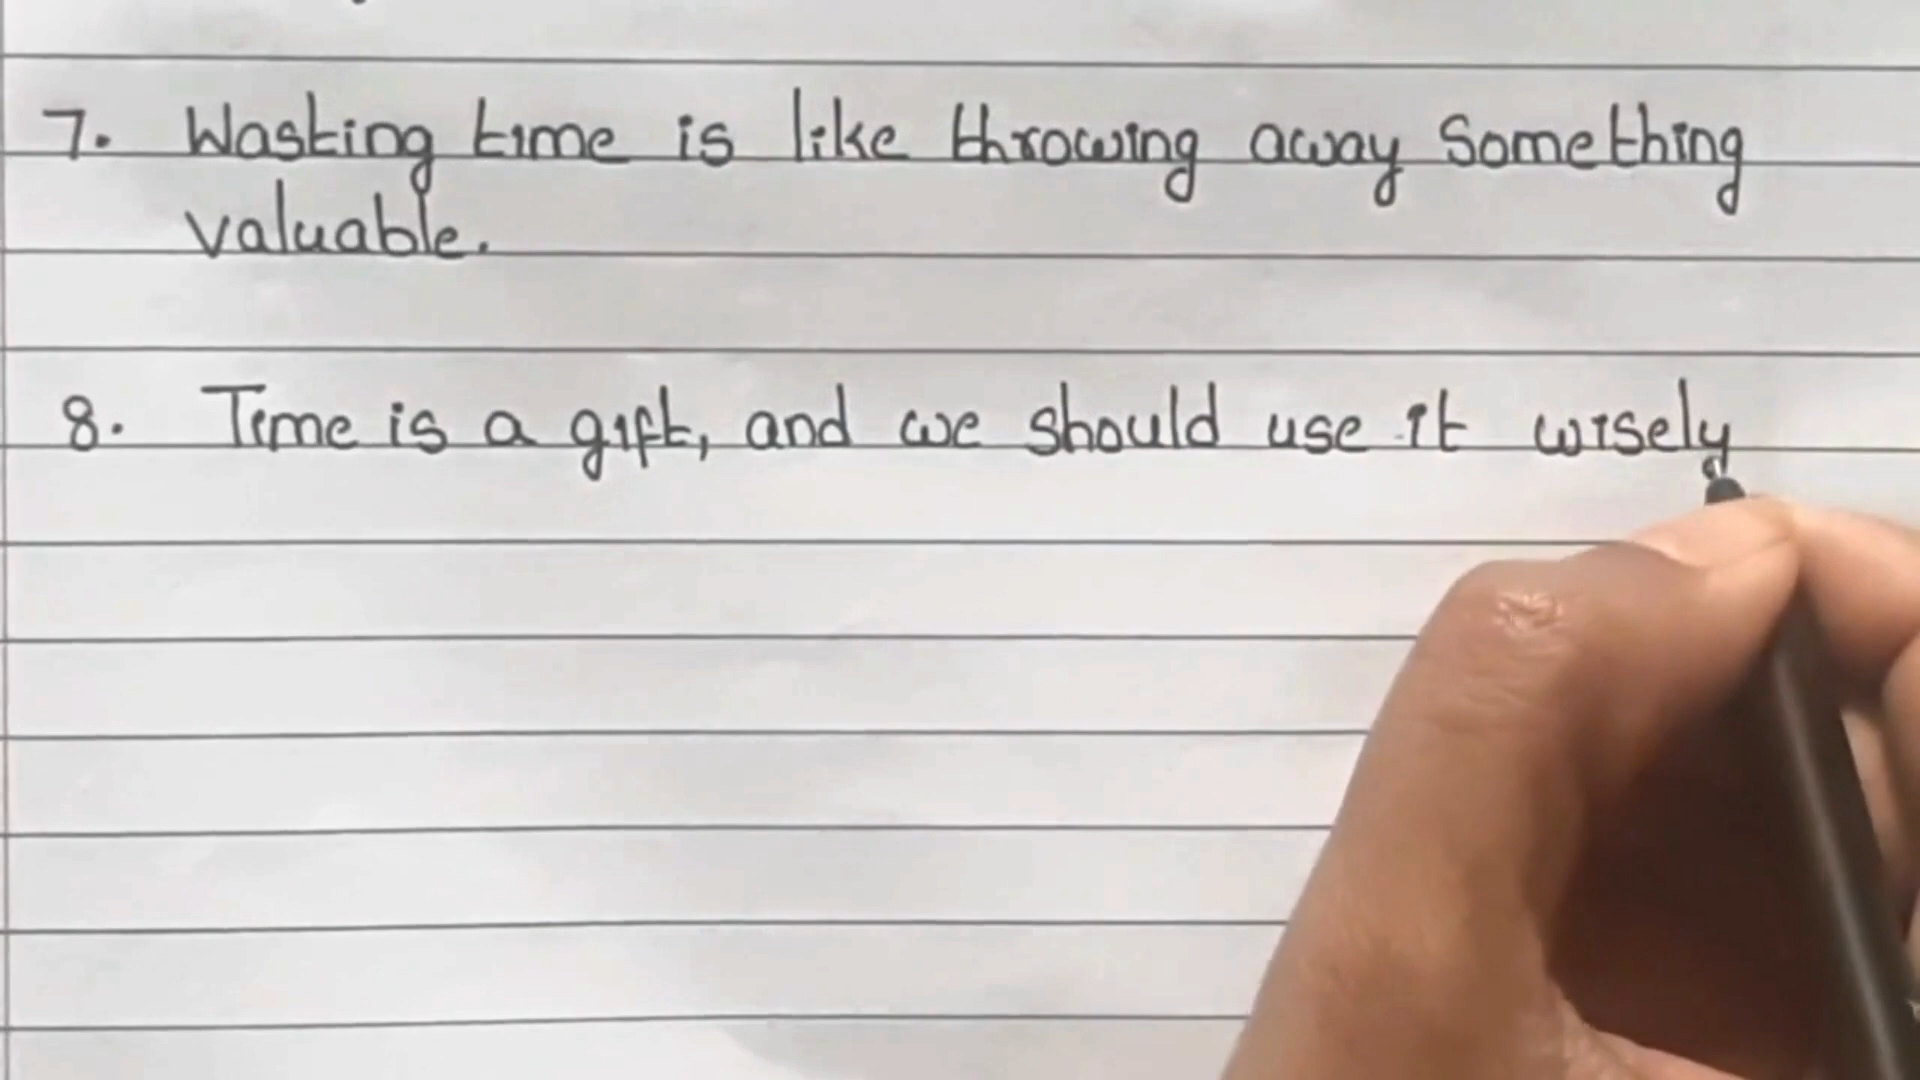 7. Wasting time is like throwing away Something
valuable.
8. Time is a gift, and we should use it wisely